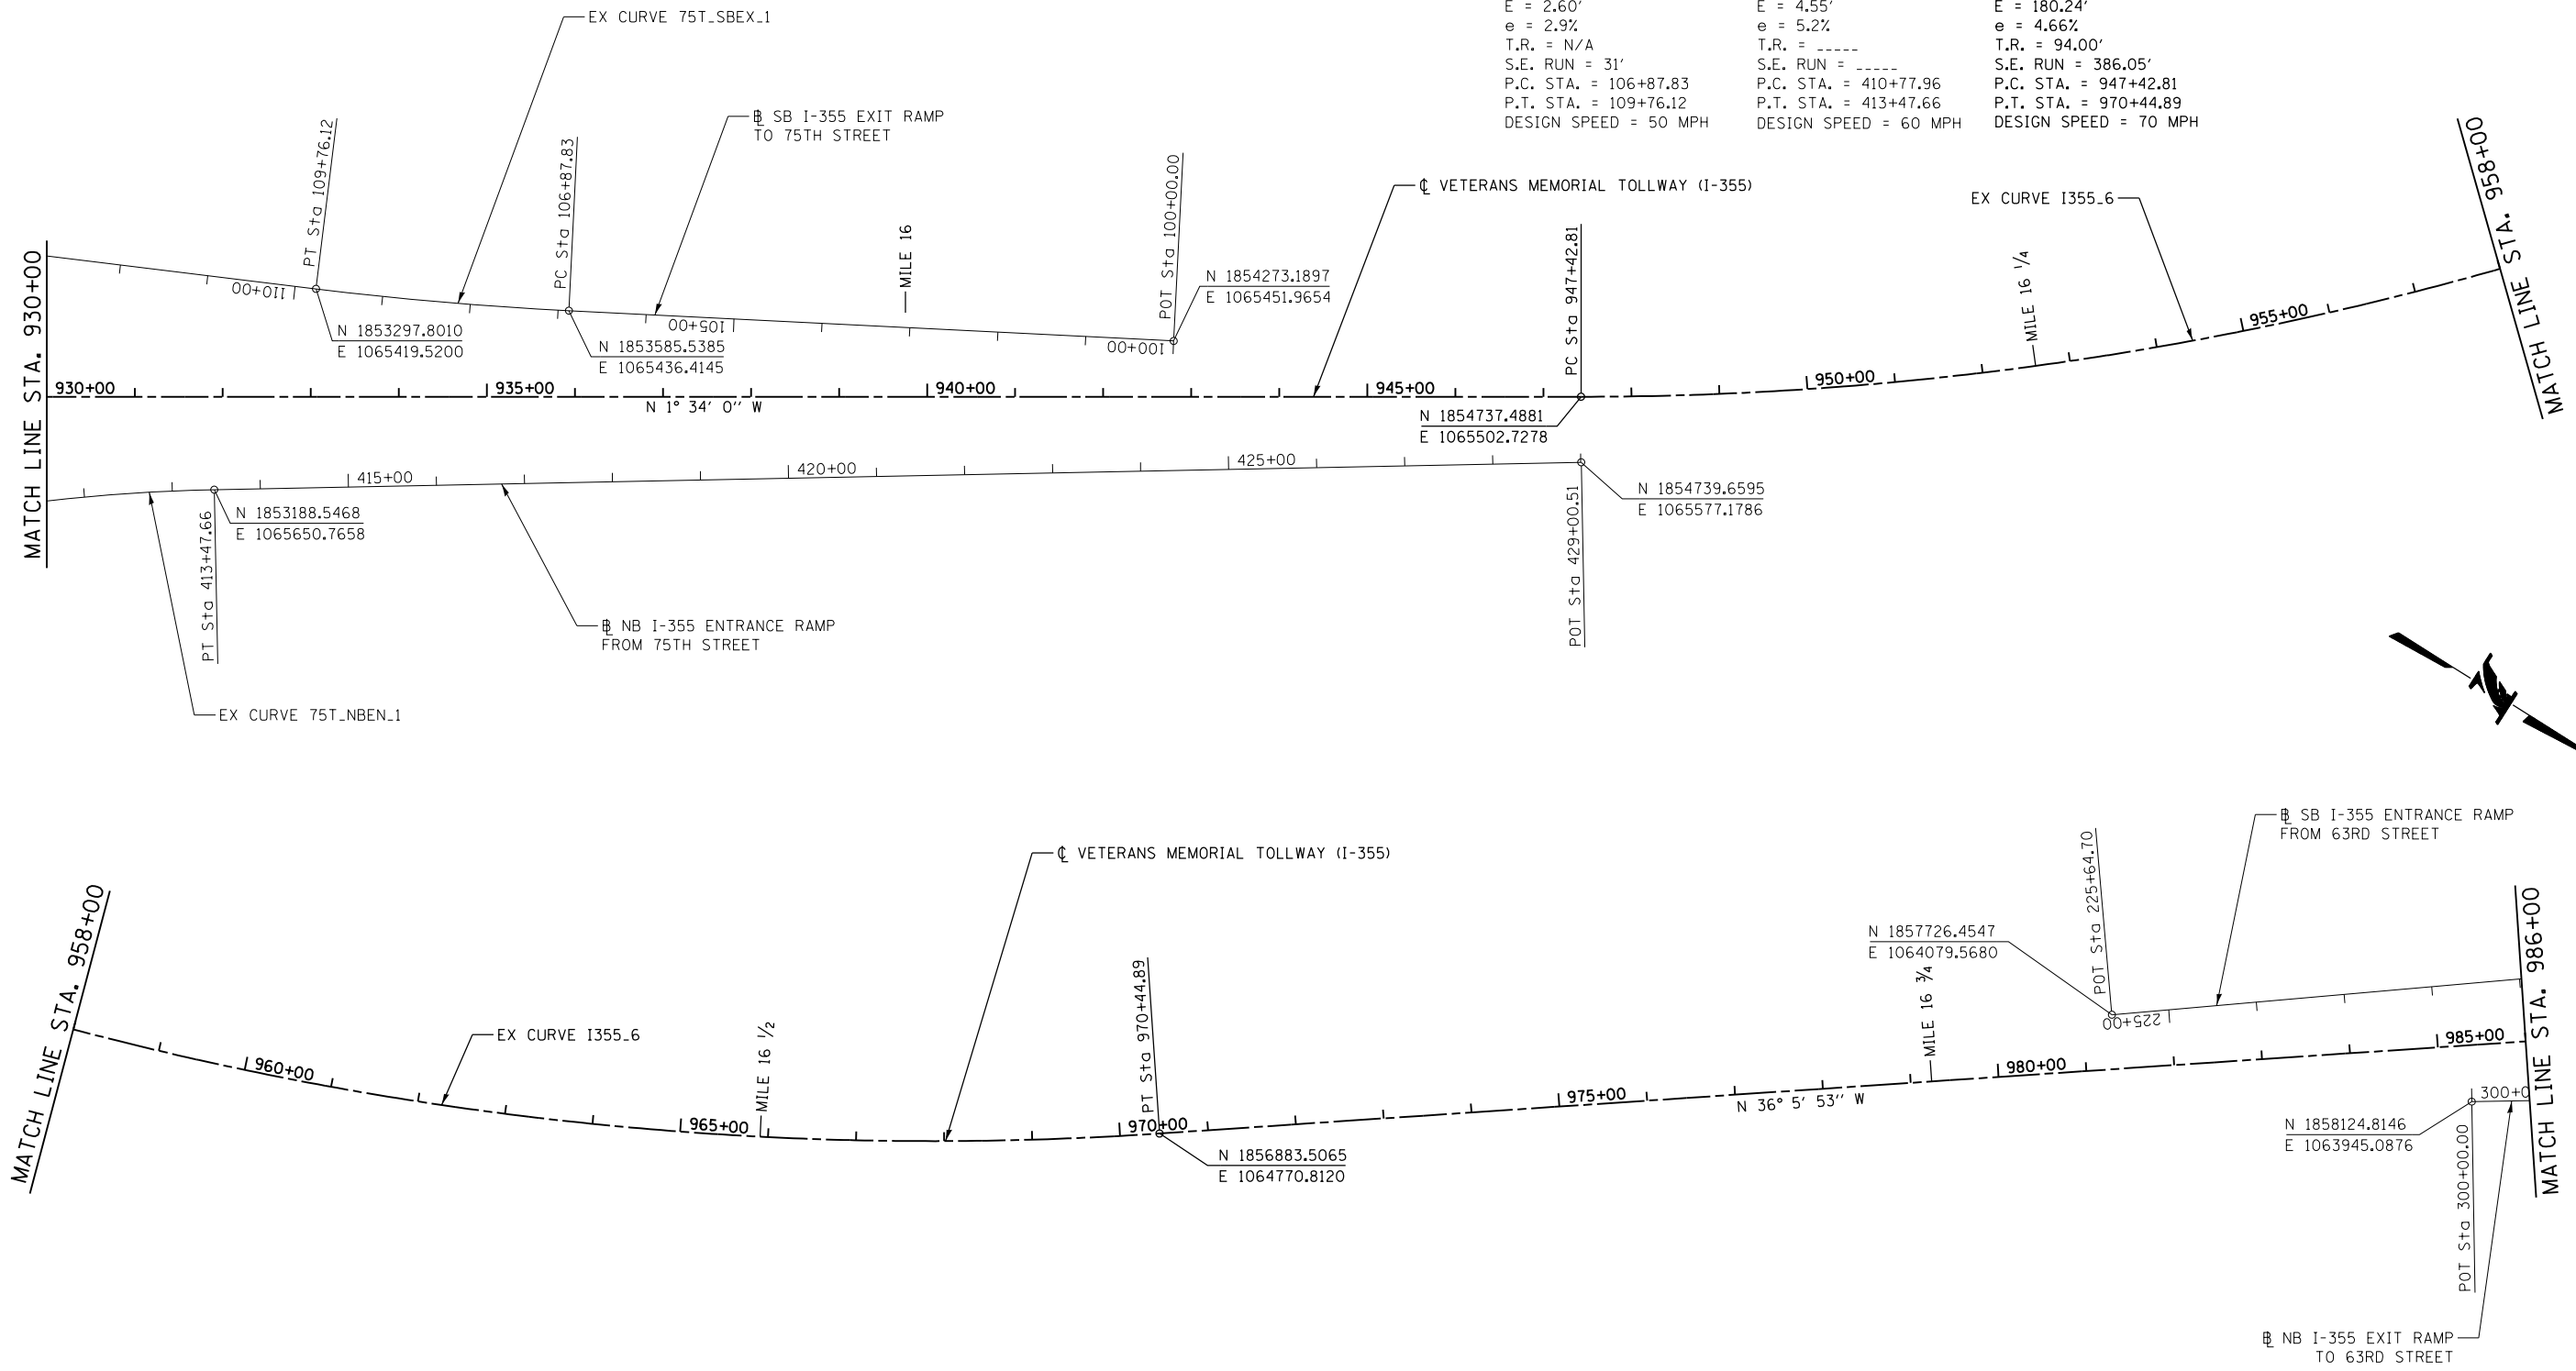 EX CURVE 75T_SBEX_1
E = 2.60'
e = 2.9%
T.R. = N/A
S.E. RUN = 31'
P.C. STA. = 106+87.83
P.T. STA. = 109+76.12
DESIGN SPEED = 50 MPH
E = 4.55'
e = 5.2%
T.R. = _____
S.E. RUN = _____
P.C. STA. = 410+77.96
P.T. STA. = 413+47.66
DESIGN SPEED = 60 MPH
E = 180.24'
e = 4.66%
T.R. = 94.00'
S.E. RUN = 386.05'
P.C. STA. = 947+42.81
P.T. STA. = 970+44.89
DESIGN SPEED = 70 MPH
BL SB I-355 EXIT RAMP
TO 75TH STREET
PT Sta 109+76.12
PC Sta 106+87.83
MILE 16
POT Sta 100+00.00
N 1854273.1897
E 1065451.9654
CL VETERANS MEMORIAL TOLLWAY (I-355)
PC Sta 947+42.81
EX CURVE I355_6
MILE 16 1/4
MATCH LINE STA. 958+00
MATCH LINE STA. 930+00
110+00
N 1853297.8010
E 1065419.5200
105+00
N 1853585.5385
E 1065436.4145
100+00
930+00
935+00
940+00
945+00
950+00
955+00
N 1° 34' 0" W
N 1854737.4881
E 1065502.7278
415+00
420+00
425+00
N 1853188.5468
E 1065650.7658
PT Sta 413+47.66
N 1854739.6595
E 1065577.1786
POT Sta 429+00.51
BL NB I-355 ENTRANCE RAMP
FROM 75TH STREET
EX CURVE 75T_NBEN_1
N
BL SB I-355 ENTRANCE RAMP
FROM 63RD STREET
CL VETERANS MEMORIAL TOLLWAY (I-355)
MATCH LINE STA. 958+00
EX CURVE I355_6
MILE 16 1/2
PT Sta 970+44.89
N 1857726.4547
E 1064079.5680
MILE 16 3/4
POT Sta 225+64.70
225+00
MATCH LINE STA. 986+00
960+00
965+00
970+00
975+00
980+00
985+00
N 36° 5' 53" W
N 1856883.5065
E 1064770.8120
300+0
N 1858124.8146
E 1063945.0876
POT Sta 300+00.00
BL NB I-355 EXIT RAMP
TO 63RD STREET